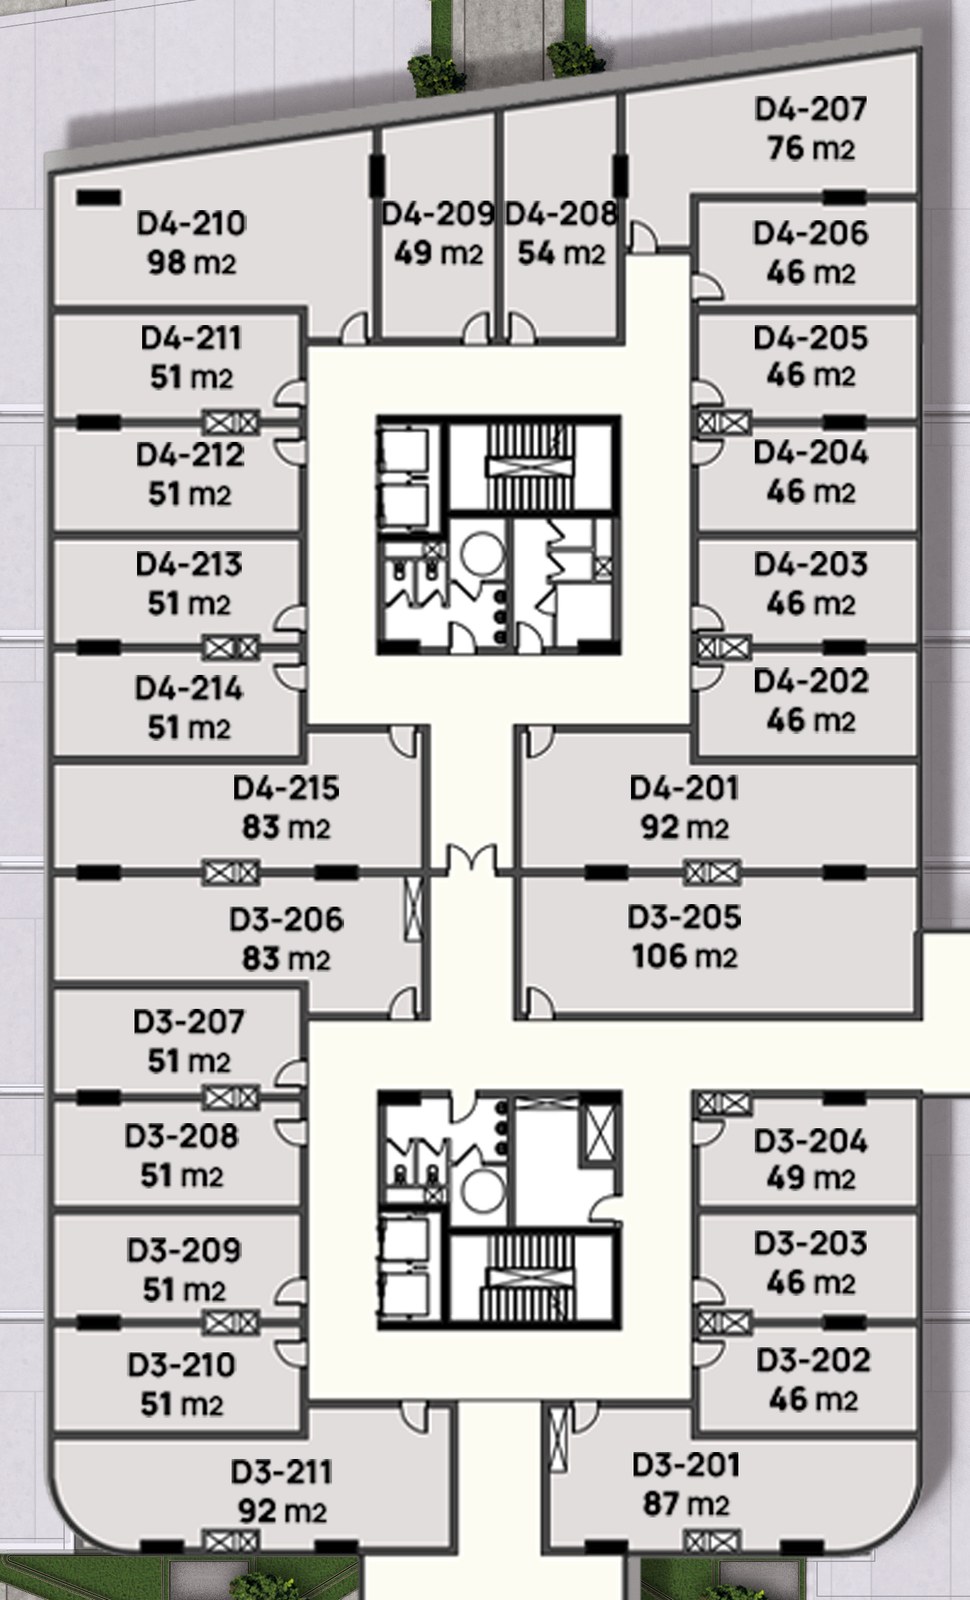 D4-207
76 m2
D4-210
98 m2
D4-209
49 m2
D4-208
54 m2
D4-206
46 m2
D4-211
51 m2
D4-205
46 m2
D4-212
51 m2
D4-204
46 m2
D4-213
51 m2
D4-203
46 m2
D4-214
51 m2
D4-202
46 m2
D4-215
83 m2
D4-201
92 m2
D3-206
83 m2
D3-205
106 m2
D3-207
51 m2
D3-208
51 m2
D3-204
49 m2
D3-209
51 m2
D3-203
46 m2
D3-210
51 m2
D3-202
46 m2
D3-211
92 m2
D3-201
87 m2